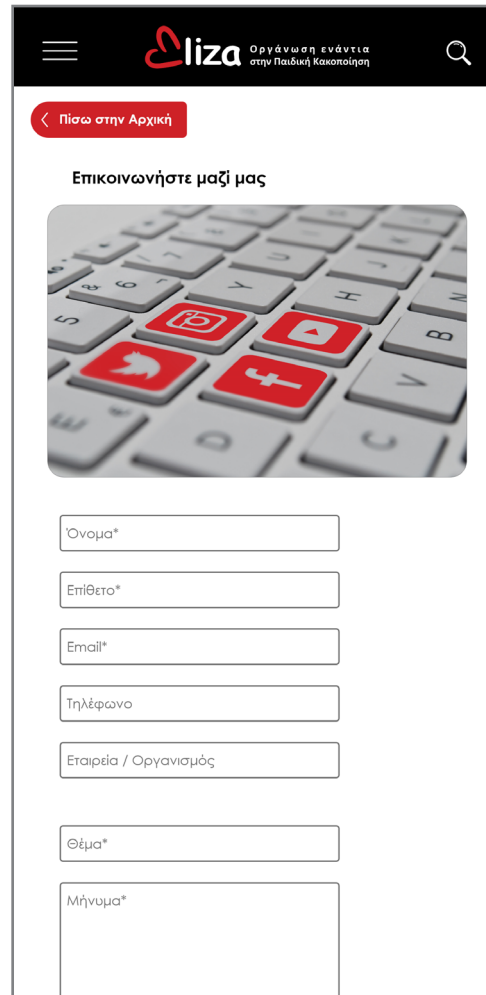 Eliza Οργάνωση ενάντια
στην Παιδική Κακοποίηση
Πίσω στην Αρχική
Επικοινωνήστε μαζί μας
Όνομα*
Επίθετο*
Email*
Τηλέφωνο
Εταιρεία / Οργανισμός
Θέμα*
Μήνυμα*